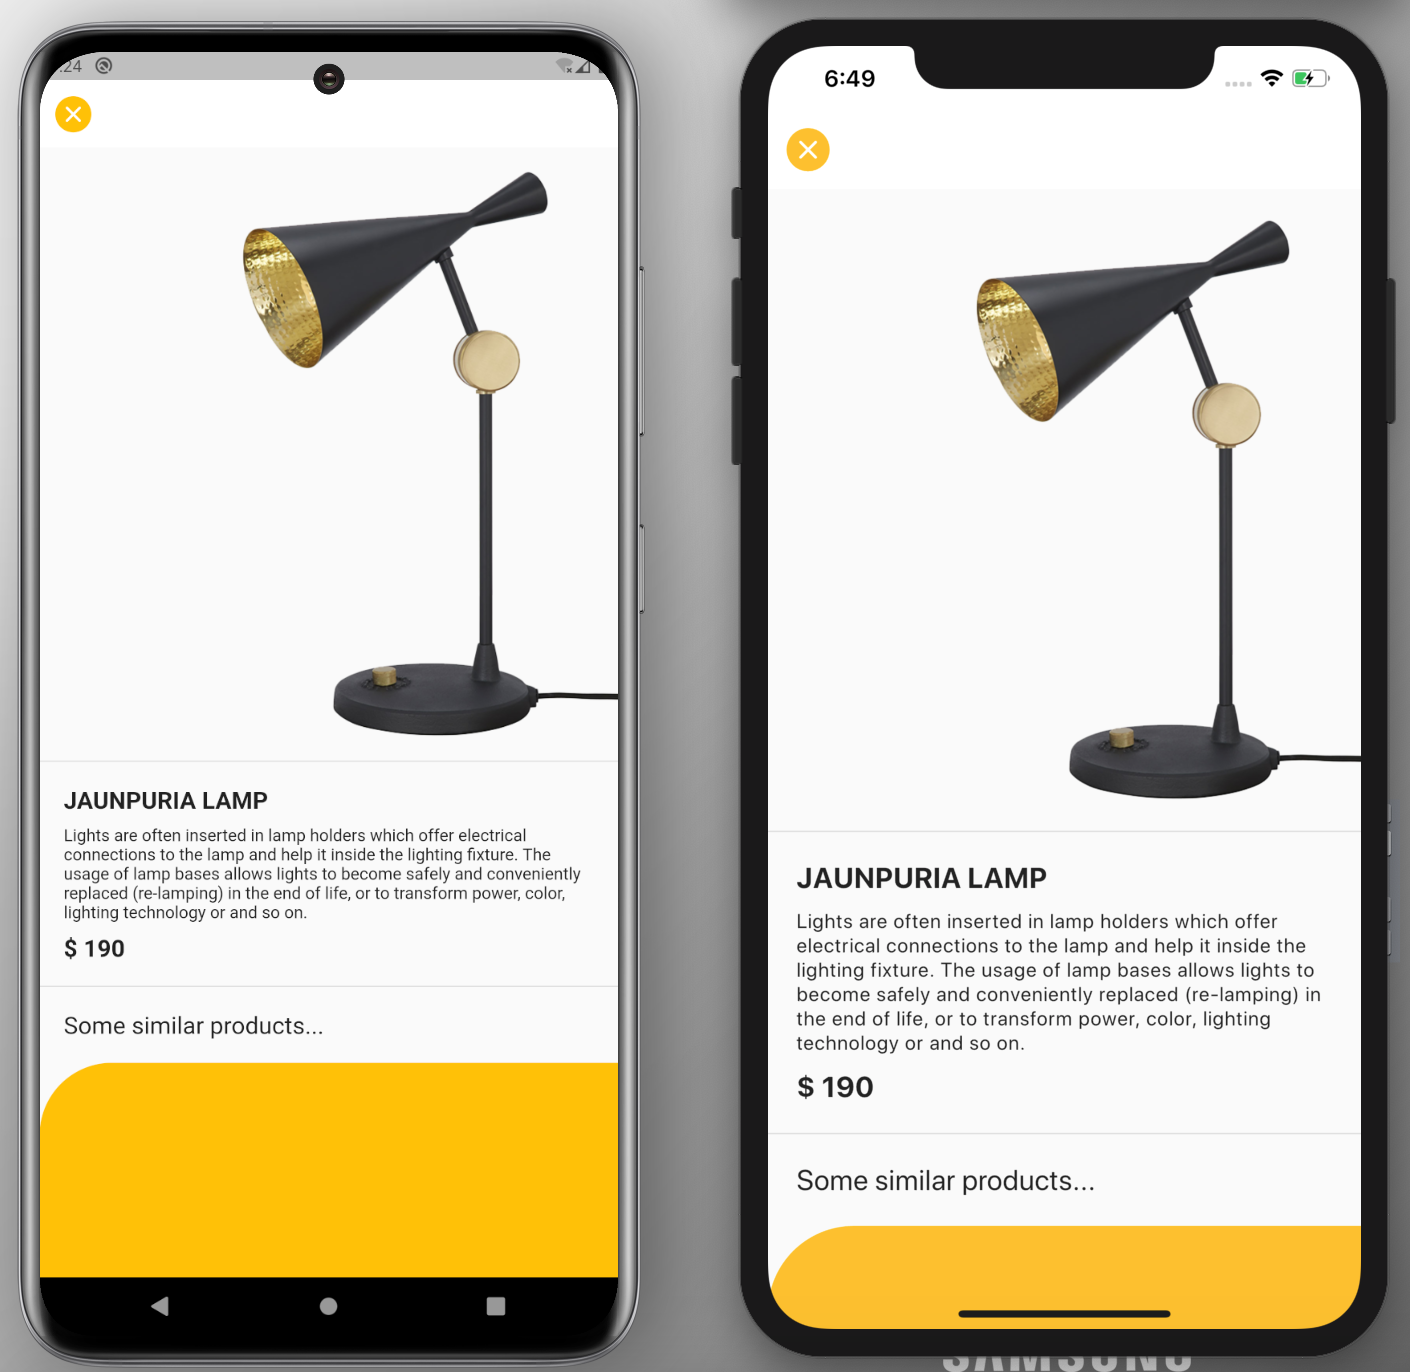 :24
JAUNPURIA LAMP
Lights are often inserted in lamp holders which offer electrical
connections to the lamp and help it inside the lighting fixture. The
usage of lamp bases allows lights to become safely and conveniently
replaced (re-lamping) in the end of life, or to transform power, color,
lighting technology or and so on.
$ 190
Some similar products...
6:49
JAUNPURIA LAMP
Lights are often inserted in lamp holders which offer
electrical connections to the lamp and help it inside the
lighting fixture. The usage of lamp bases allows lights to
become safely and conveniently replaced (re-lamping) in
the end of life, or to transform power, color, lighting
technology or and so on.
$ 190
Some similar products...
SAMSUNG